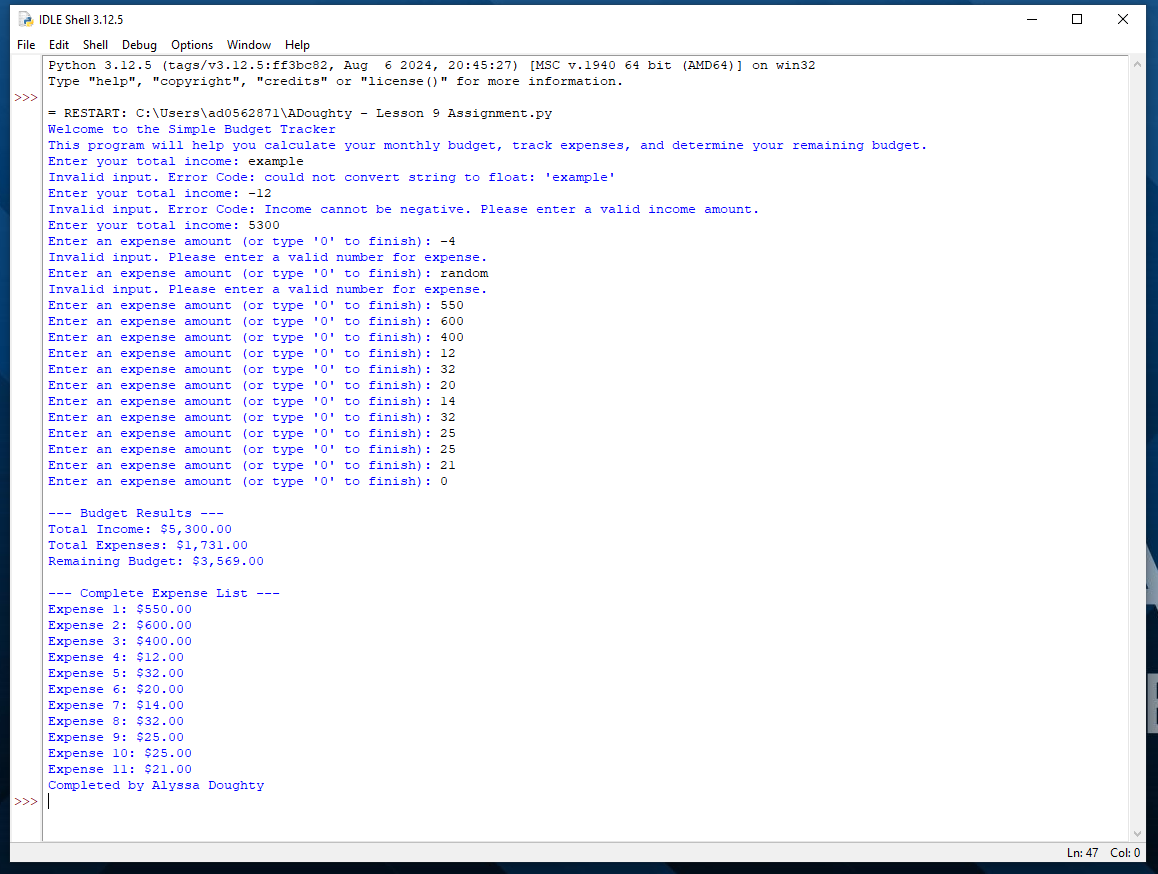 IDLE Shell 3.12.5
File Edit Shell Debug Options Window Help
Python 3.12.5 (tags/v3.12.5:ff3bc82, Aug  6 2024, 20:45:27) [MSC v.1940 64 bit (AMD64)] on win32
Type "help", "copyright", "credits" or "license()" for more information.
>>>
= RESTART: C:\Users\ad0562871\ADoughty - Lesson 9 Assignment.py
Welcome to the Simple Budget Tracker
This program will help you calculate your monthly budget, track expenses, and determine your remaining budget.
Enter your total income: example
Invalid input. Error Code: could not convert string to float: 'example'
Enter your total income: -12
Invalid input. Error Code: Income cannot be negative. Please enter a valid income amount.
Enter your total income: 5300
Enter an expense amount (or type '0' to finish): -4
Invalid input. Please enter a valid number for expense.
Enter an expense amount (or type '0' to finish): random
Invalid input. Please enter a valid number for expense.
Enter an expense amount (or type '0' to finish): 550
Enter an expense amount (or type '0' to finish): 600
Enter an expense amount (or type '0' to finish): 400
Enter an expense amount (or type '0' to finish): 12
Enter an expense amount (or type '0' to finish): 32
Enter an expense amount (or type '0' to finish): 20
Enter an expense amount (or type '0' to finish): 14
Enter an expense amount (or type '0' to finish): 32
Enter an expense amount (or type '0' to finish): 25
Enter an expense amount (or type '0' to finish): 25
Enter an expense amount (or type '0' to finish): 21
Enter an expense amount (or type '0' to finish): 0
--- Budget Results ---
Total Income: $5,300.00
Total Expenses: $1,731.00
Remaining Budget: $3,569.00
--- Complete Expense List ---
Expense 1: $550.00
Expense 2: $600.00
Expense 3: $400.00
Expense 4: $12.00
Expense 5: $32.00
Expense 6: $20.00
Expense 7: $14.00
Expense 8: $32.00
Expense 9: $25.00
Expense 10: $25.00
Expense 11: $21.00
Completed by Alyssa Doughty
>>>
Ln: 47 Col: 0